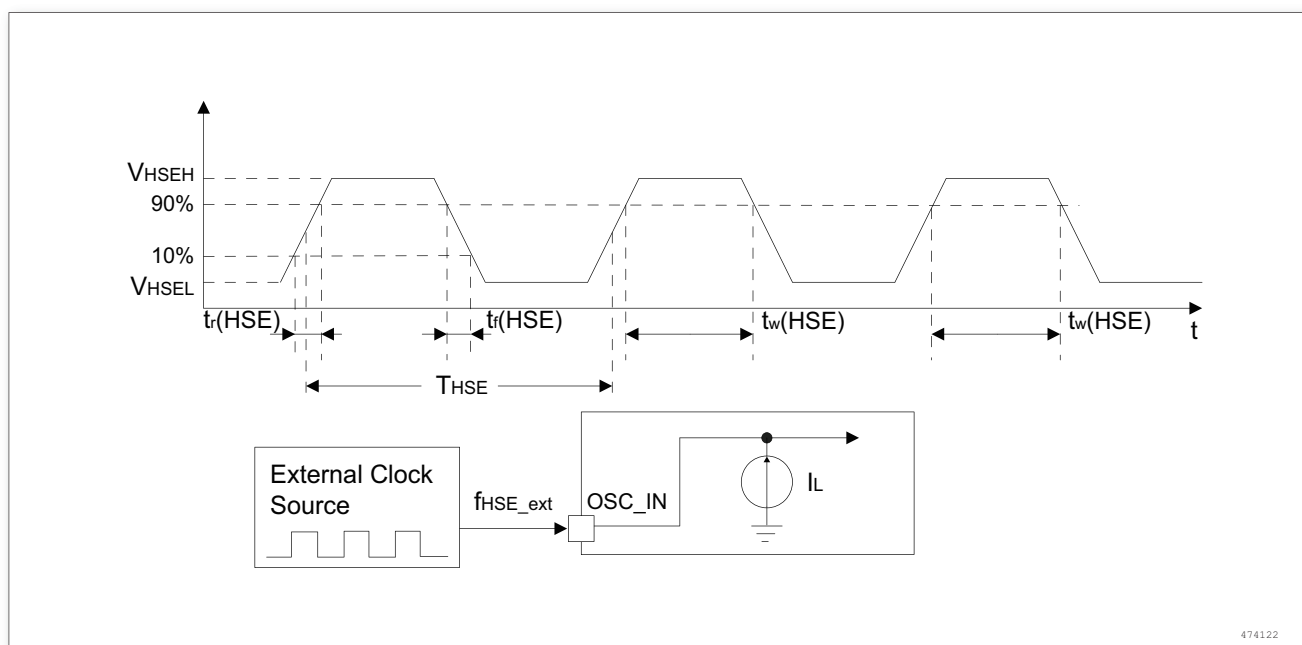 VHSEH
90%
10%
VHSEL
tr(HSE)
tf(HSE)
tw(HSE)
tw(HSE)
t
THSE
External Clock
Source
fHSE_ext
OSC_IN
IL
474122